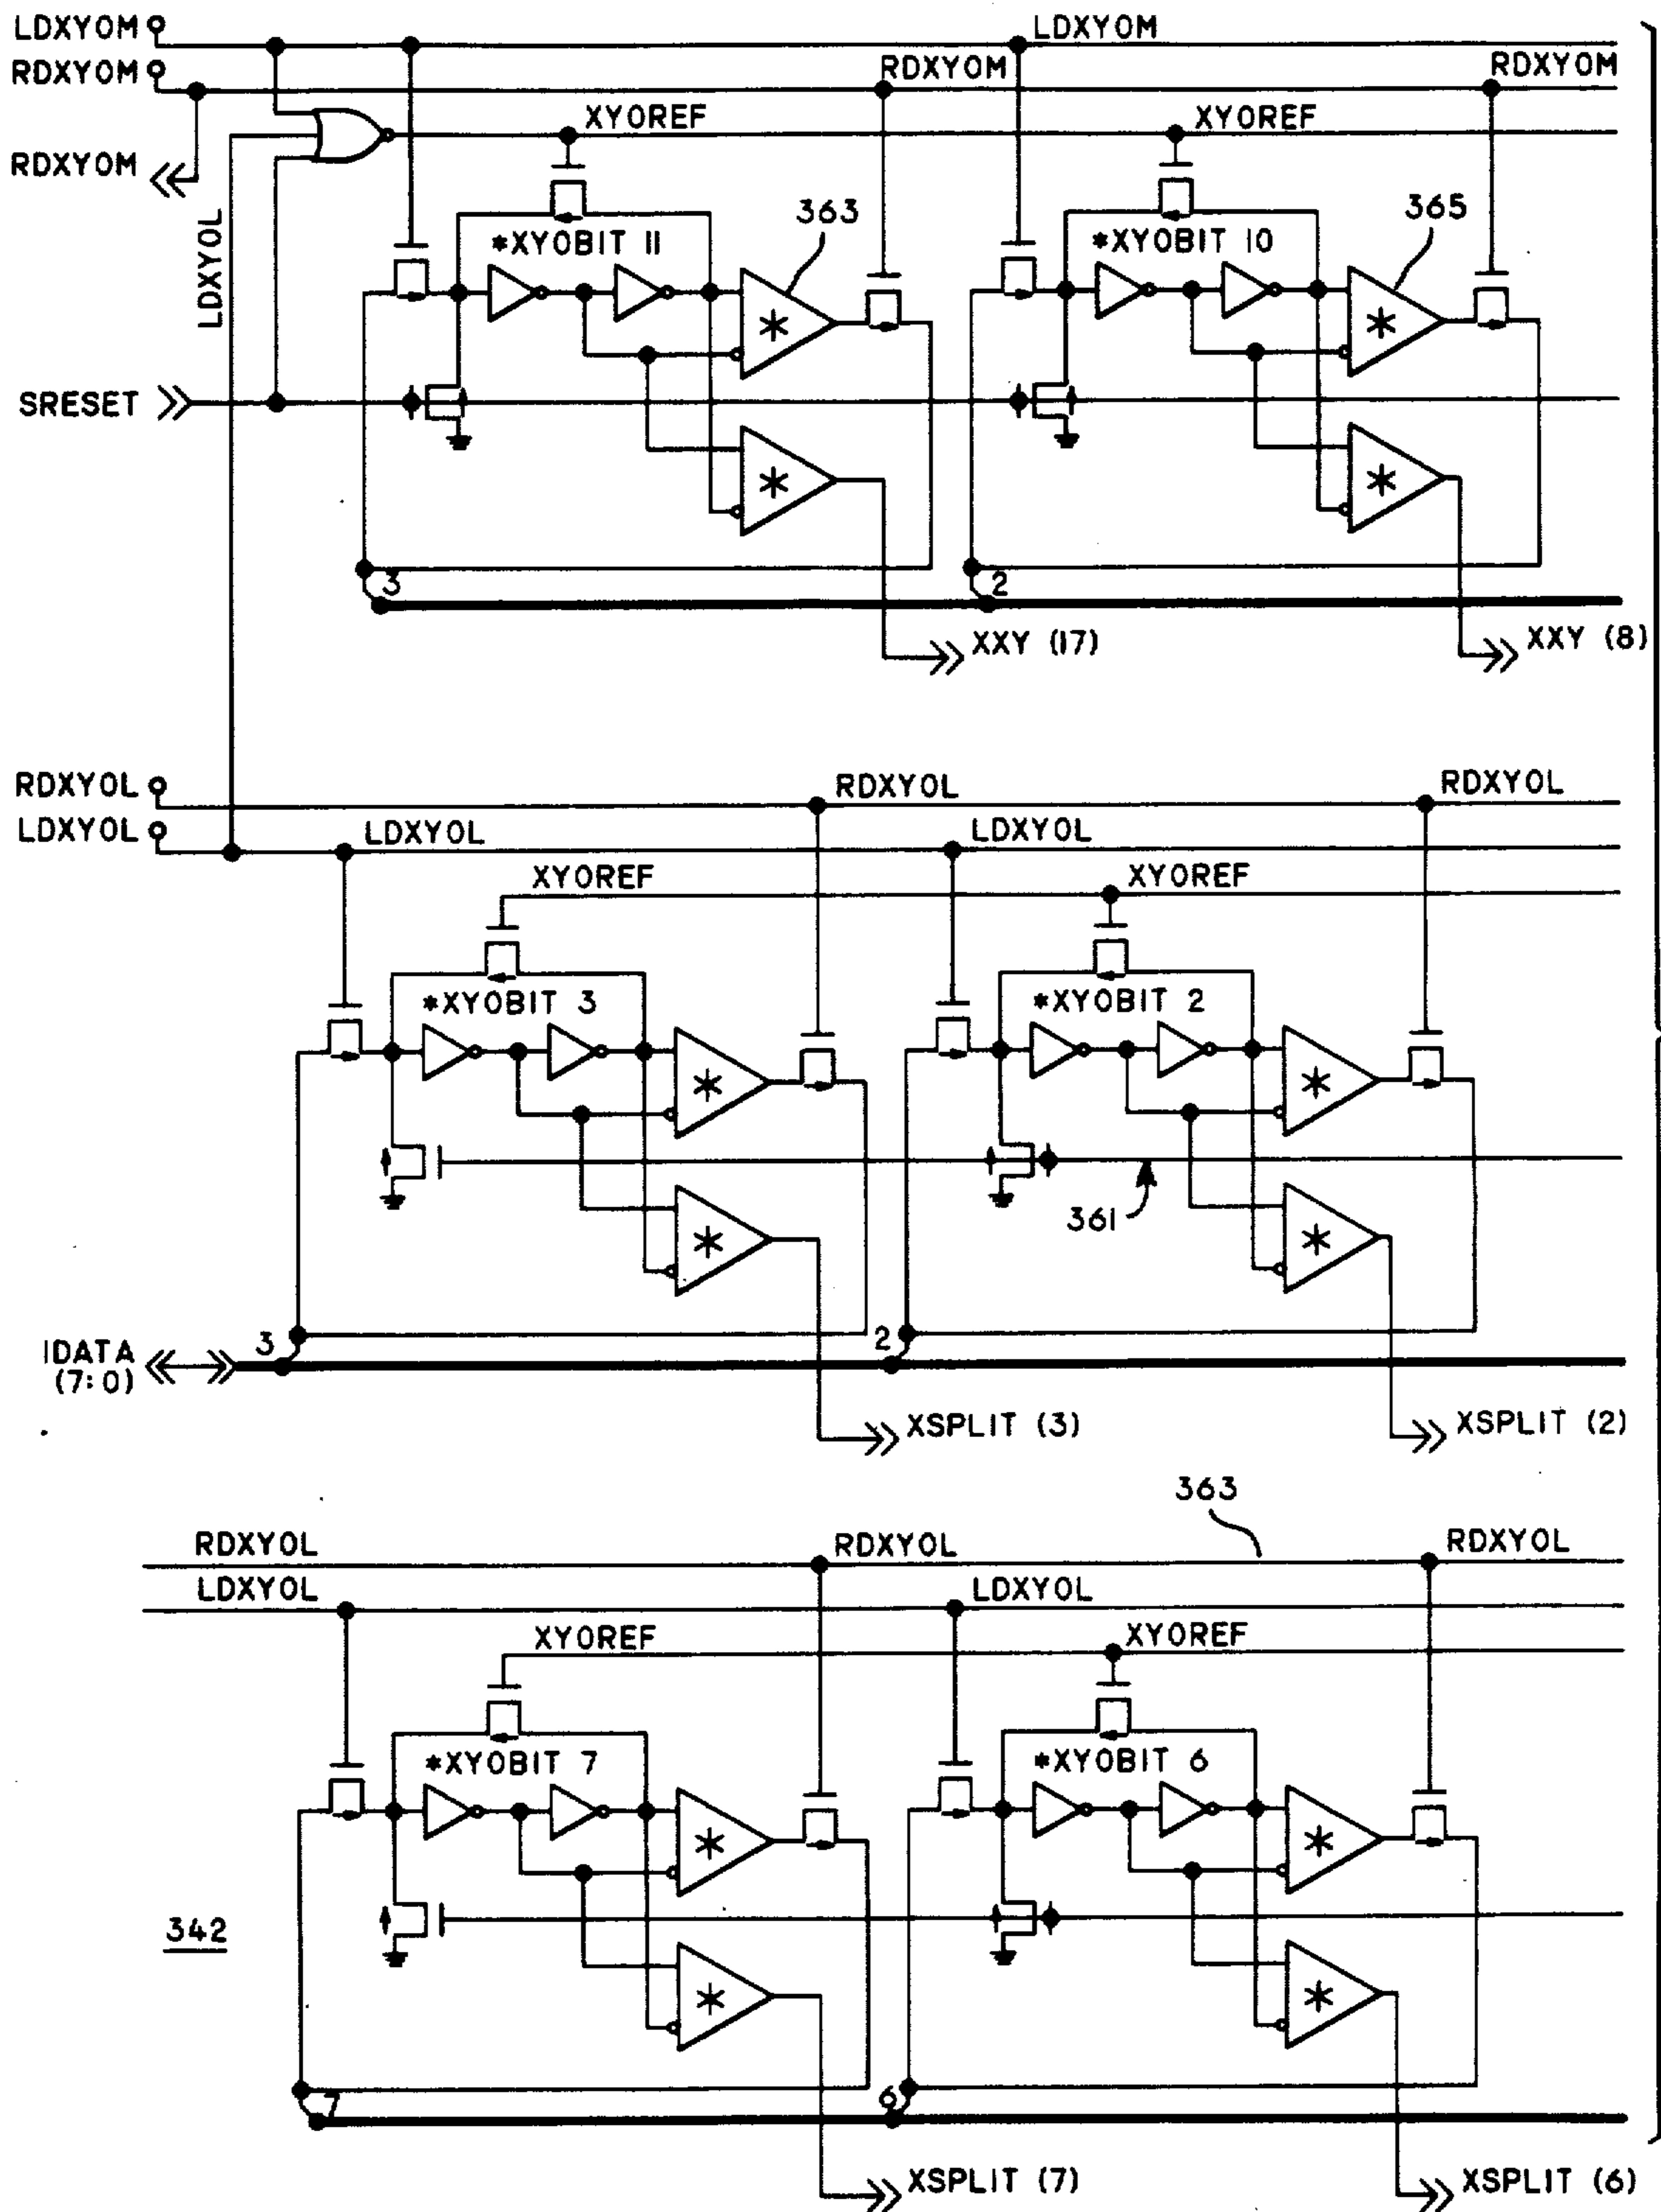 LDXYOM LDXYOM
RDXYOM RDXYOM RDXYOM
XYOREF XYOREF
RDXYOM
LDXYOL
363 365
*XYOBIT 11 *XYOBIT 10
* *
SRESET
* *
3 2
XXY (17) XXY (8)
RDXYOL RDXYOL RDXYOL
LDXYOL LDXYOL LDXYOL
XYOREF XYOREF
*XYOBIT 3 *XYOBIT 2
* *
361
* *
IDATA 3 2
(7:0)
XSPLIT (3) XSPLIT (2)
363
RDXYOL RDXYOL RDXYOL
LDXYOL LDXYOL
XYOREF XYOREF
*XYOBIT 7 *XYOBIT 6
* *
342
* *
7 6
XSPLIT (7) XSPLIT (6)